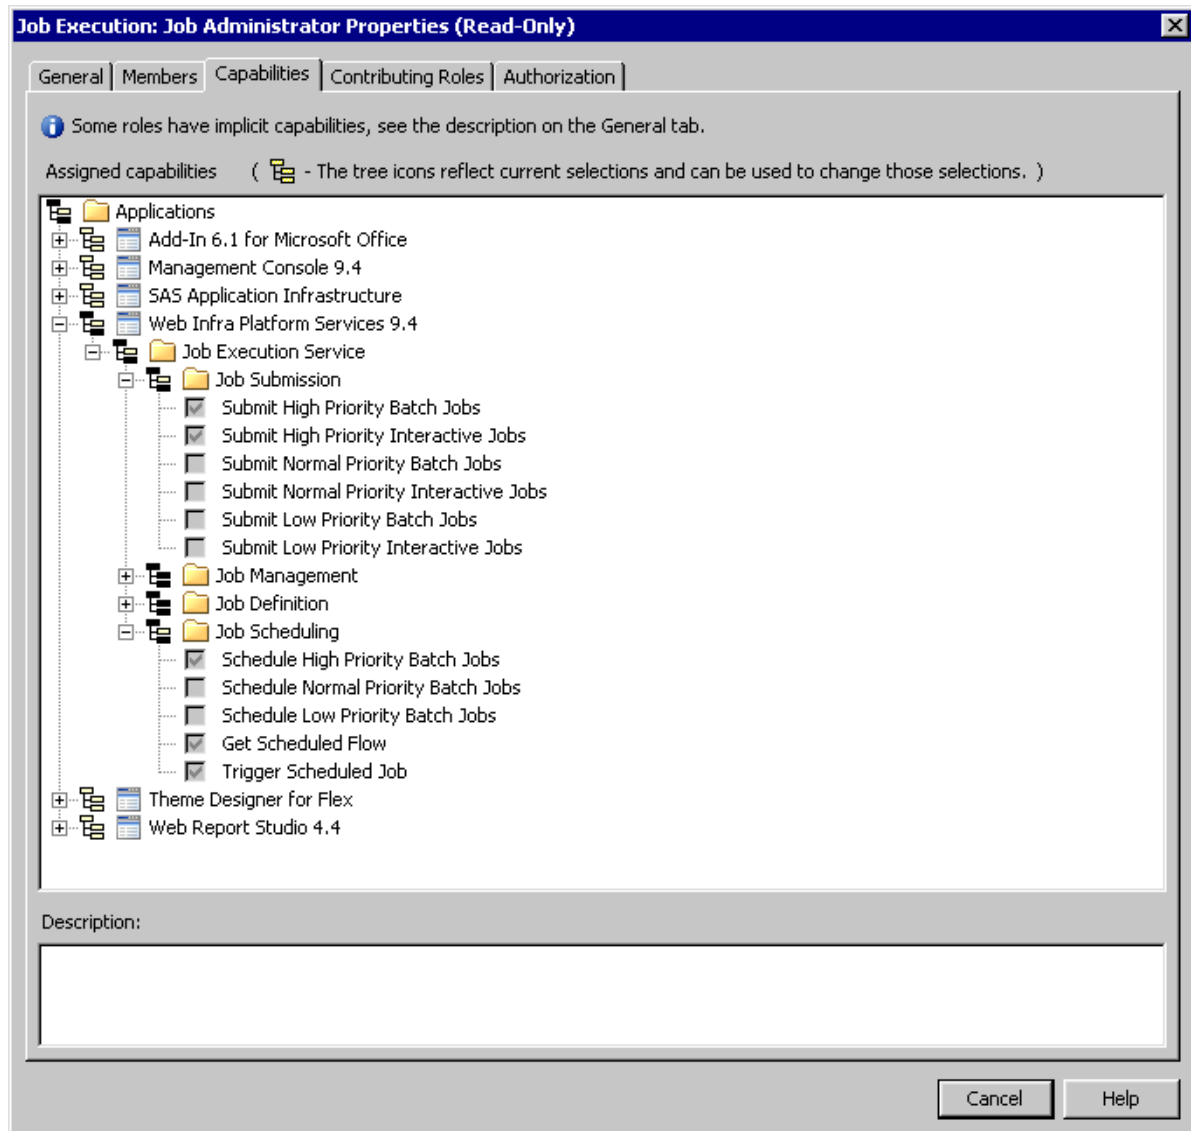 Job Execution: Job Administrator Properties (Read-Only)
General Members Capabilities Contributing Roles Authorization
Some roles have implicit capabilities, see the description on the General tab.
Assigned capabilities ( - The tree icons reflect current selections and can be used to change those selections. )
Applications
Add-In 6.1 for Microsoft Office
Management Console 9.4
SAS Application Infrastructure
Web Infra Platform Services 9.4
Job Execution Service
Job Submission
Submit High Priority Batch Jobs
Submit High Priority Interactive Jobs
Submit Normal Priority Batch Jobs
Submit Normal Priority Interactive Jobs
Submit Low Priority Batch Jobs
Submit Low Priority Interactive Jobs
Job Management
Job Definition
Job Scheduling
Schedule High Priority Batch Jobs
Schedule Normal Priority Batch Jobs
Schedule Low Priority Batch Jobs
Get Scheduled Flow
Trigger Scheduled Job
Theme Designer for Flex
Web Report Studio 4.4
Description:
Cancel Help